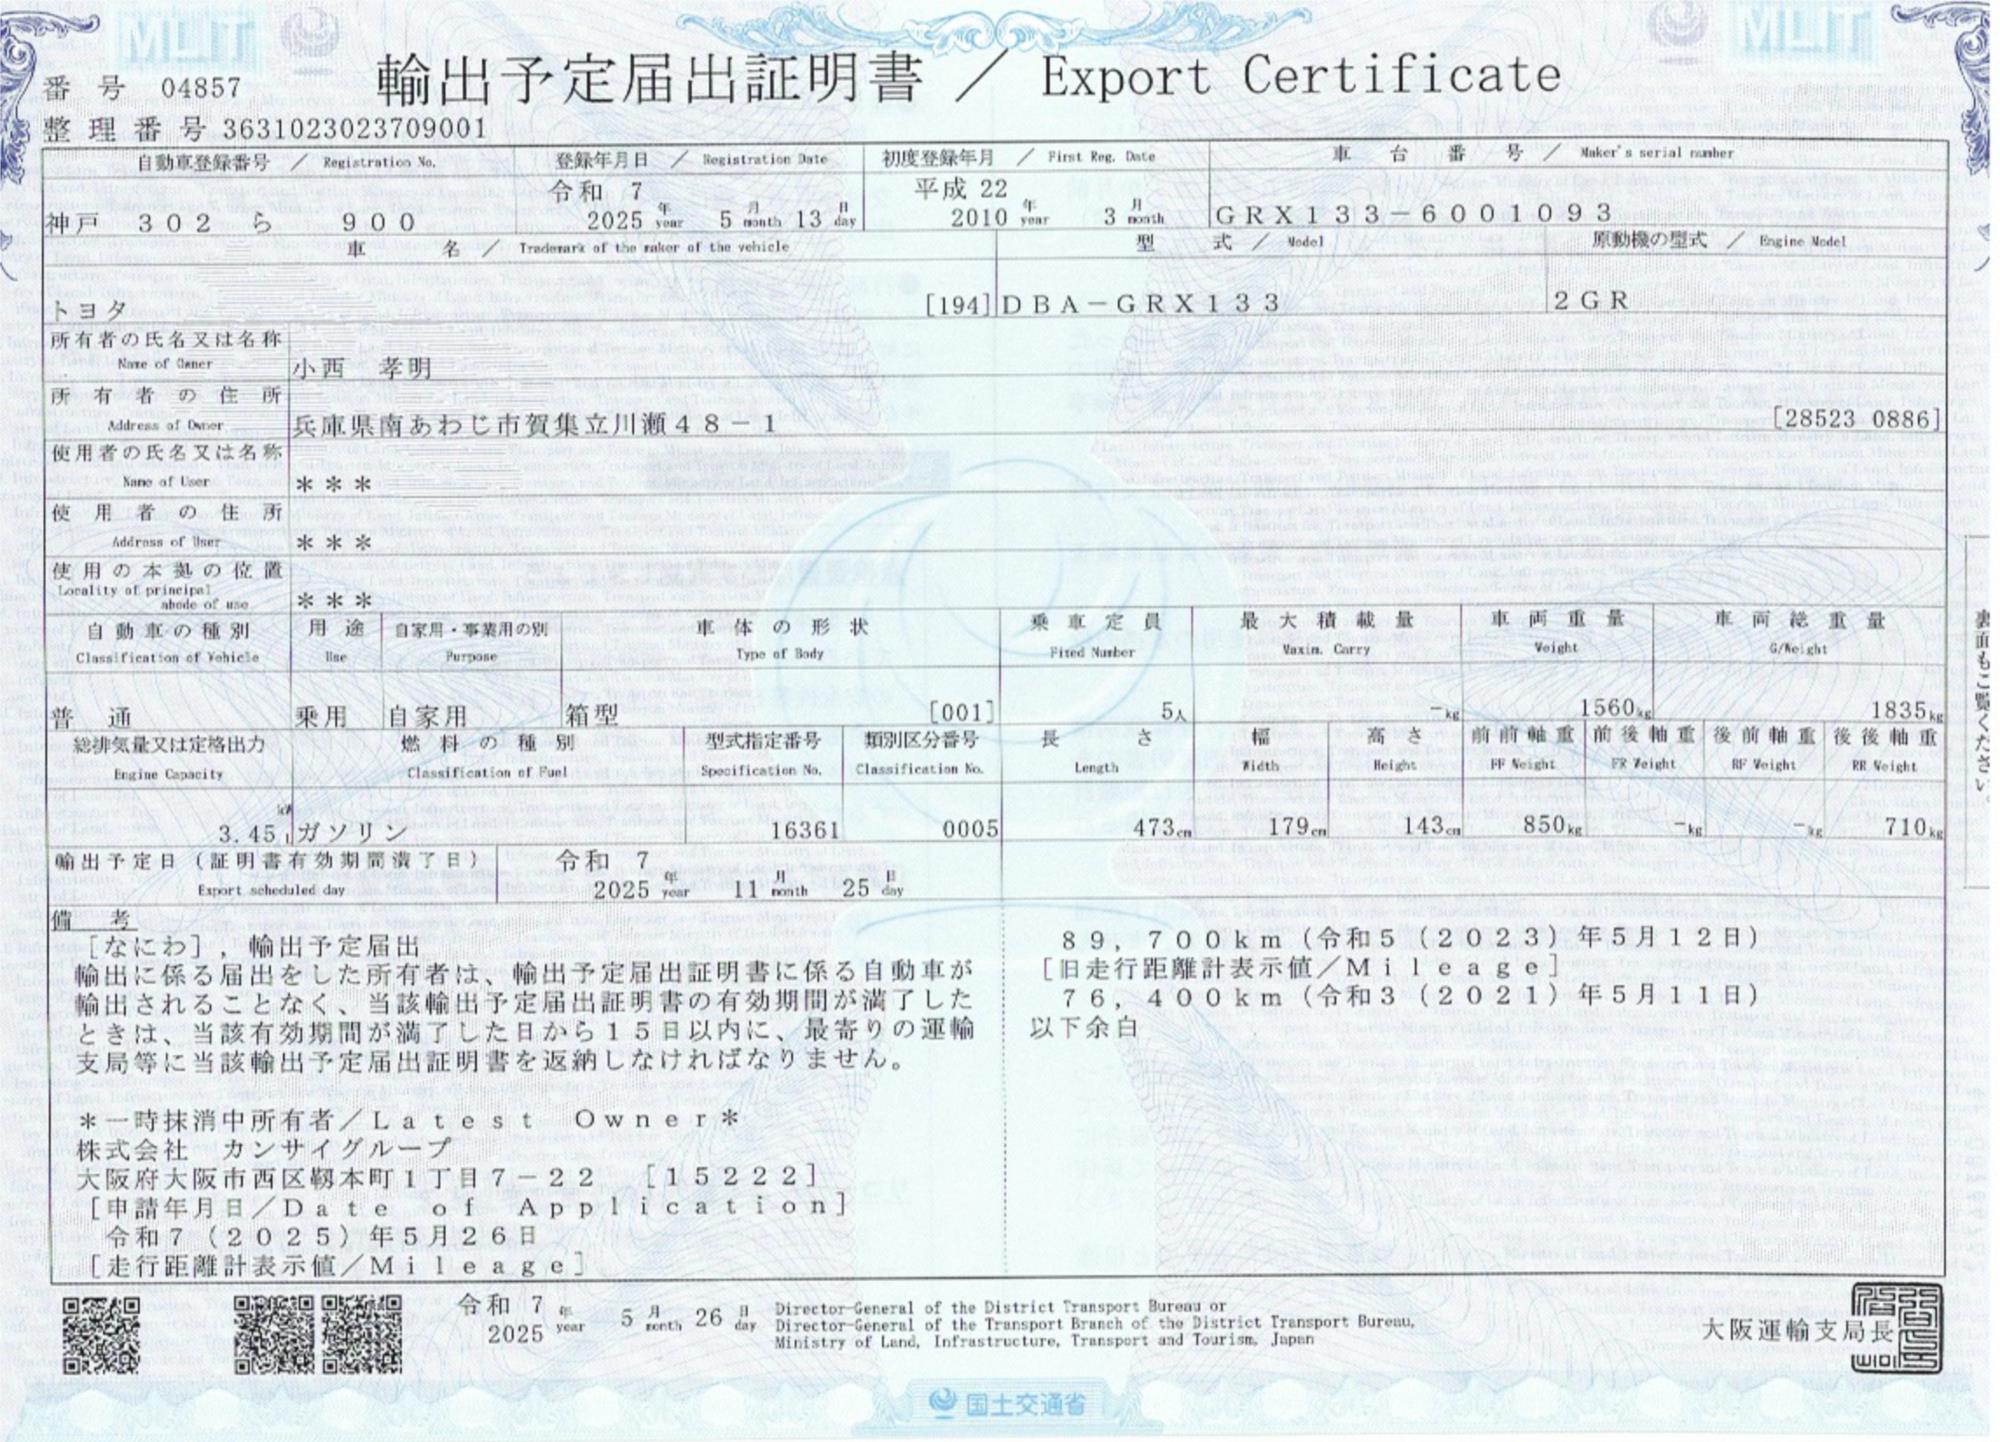 MLIT
MLIT
番号 04857
輸出予定届出証明書 / Export Certificate
整理番号 3631023023709001
自動車登録番号 / Registration No.
登録年月日 / Registration Date
初度登録年月 / First Reg. Date
車台番号 / Maker's serial number
令和 7
平成 22
神戸 302 ら 900
2025 年 year 5 月 month 13 日 day
2010 年 year 3 月 month
GRX133-6001093
車名 / Trademark of the maker of the vehicle
型式 / Model
原動機の型式 / Engine Model
トヨタ [194]
DBA-GRX133
2GR
所有者の氏名又は名称
Name of Owner
小西 孝明
所有者の住所
Address of Owner
兵庫県南あわじ市賀集立川瀬48-1 [28523 0886]
使用者の氏名又は名称
Name of User
***
使用者の住所
Address of User
***
使用の本拠の位置
Locality of principal
abode of use
***
自動車の種別 用途 自家用・事業用の別 車体の形状 乗車定員 最大積載量 車両重量 車両総重量
Classification of Vehicle Use Purpose Type of Body Fixed Number Maxim. Carry Weight G/Weight
普通 乗用 自家用 箱型 [001] 5人 -kg 1560kg 1835kg
総排気量又は定格出力 燃料の種別 型式指定番号 類別区分番号 長さ 幅 高さ 前前軸重 前後軸重 後前軸重 後後軸重
Engine Capacity Classification of Fuel Specification No. Classification No. Length Width Height FF Weight FR Weight RF Weight RR Weight
kW
3.45 l ガソリン 16361 0005 473cm 179cm 143cm 850kg -kg -kg 710kg
輸出予定日(証明書有効期間満了日)
Export scheduled day
令和 7
2025 年 year 11 月 month 25 日 day
備考
[なにわ], 輸出予定届出
輸出に係る届出をした所有者は、輸出予定届出証明書に係る自動車が
輸出されることなく、当該輸出予定届出証明書の有効期間が満了した
ときは、当該有効期間が満了した日から15日以内に、最寄りの運輸
支局等に当該輸出予定届出証明書を返納しなければなりません。
*一時抹消中所有者/Latest Owner*
株式会社 カンサイグループ
大阪府大阪市西区靱本町1丁目7-22 [15222]
[申請年月日/Date of Application]
令和7(2025)年5月26日
[走行距離計表示値/Mileage]
89,700km(令和5(2023)年5月12日)
[旧走行距離計表示値/Mileage]
76,400km(令和3(2021)年5月11日)
以下余白
裏面もご覧ください。
令和 7
2025 年 year 5 月 month 26 日 day
Director-General of the District Transport Bureau or
Director-General of the Transport Branch of the District Transport Bureau,
Ministry of Land, Infrastructure, Transport and Tourism, Japan
大阪運輸支局長
国土交通省